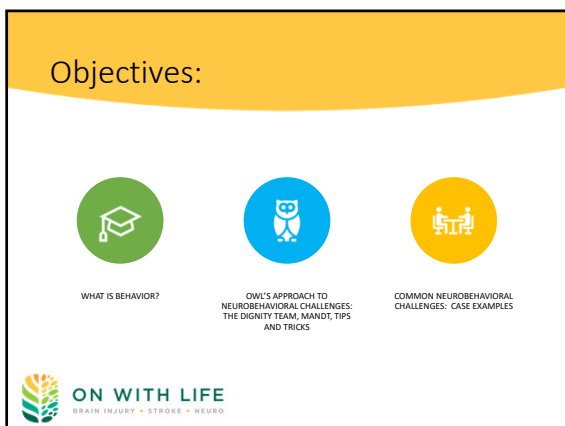 Objectives:
WHAT IS BEHAVIOR?
OWL'S APPROACH TO
NEUROBEHAVIORAL CHALLENGES:
THE DIGNITY TEAM, MANDT, TIPS
AND TRICKS
COMMON NEUROBEHAVIORAL
CHALLENGES: CASE EXAMPLES
ON WITH LIFE
BRAIN INJURY • STROKE • NEURO